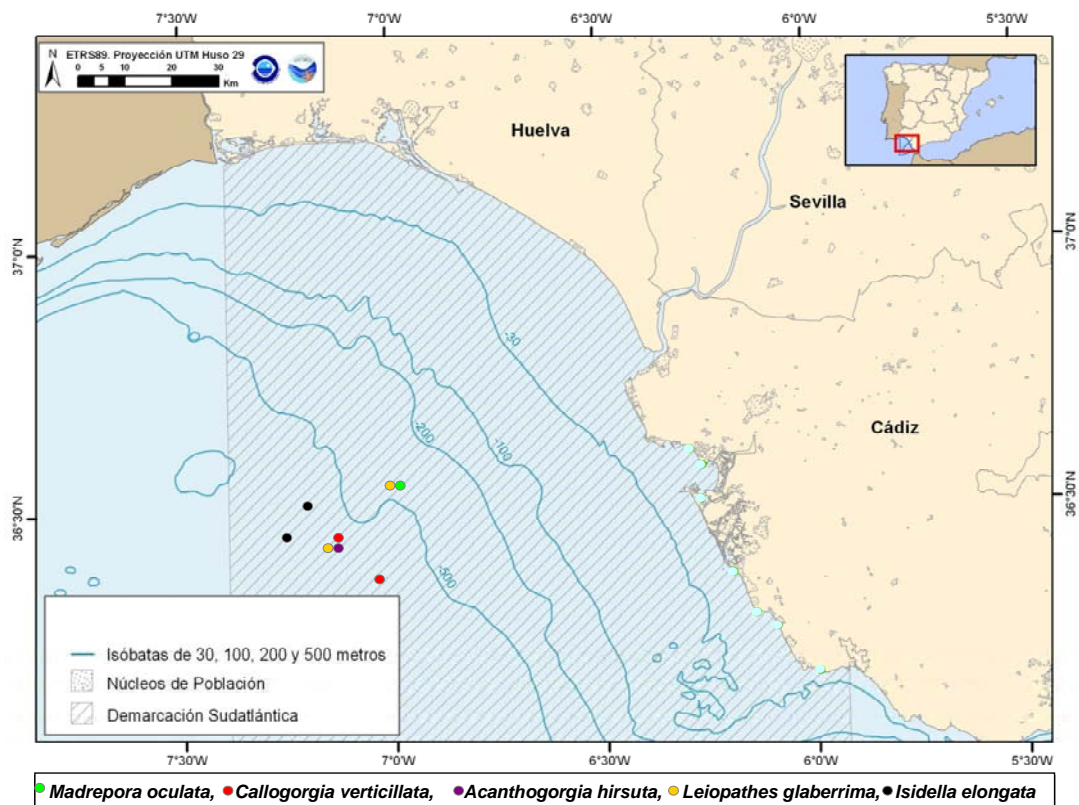 7°30'W 7°0'W 6°30'W 6°0'W 5°30'W
N ETRS89. Proyección UTM Huso 29
0 5 10 20 30
Km
Huelva
Sevilla
37°0'N 37°0'N
-30
-100
-200
Cádiz
36°30'N 36°30'N
-500
Isóbatas de 30, 100, 200 y 500 metros
Núcleos de Población
Demarcación Sudatlántica
7°30'W 7°0'W 6°30'W 6°0'W 5°30'W
Madrepora oculata, Callogorgia verticillata, Acanthogorgia hirsuta, Leiopathes glaberrima, Isidella elongata